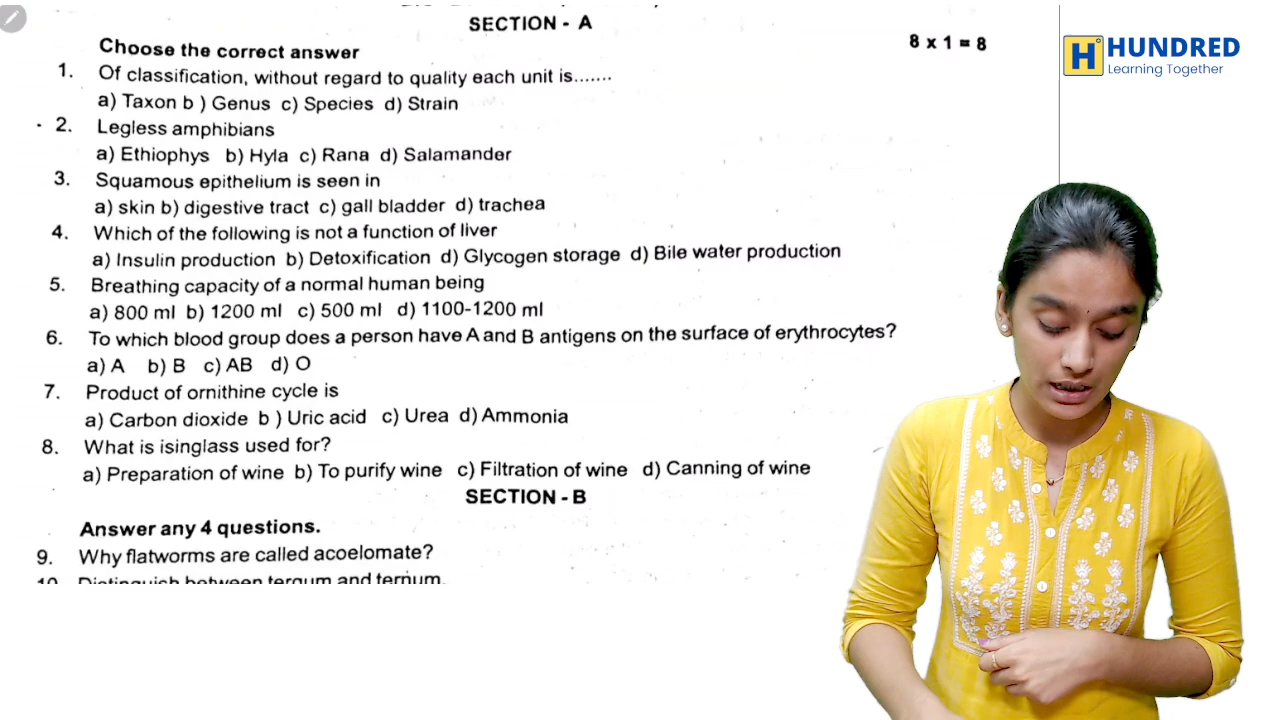 SECTION - A
8 x 1 = 8
HUNDRED
Learning Together
Choose the correct answer
1. Of classification, without regard to quality each unit is.......
a) Taxon b ) Genus c) Species d) Strain
2. Legless amphibians
a) Ethiophys b) Hyla c) Rana d) Salamander
3. Squamous epithelium is seen in
a) skin b) digestive tract c) gall bladder d) trachea
4. Which of the following is not a function of liver
a) Insulin production b) Detoxification d) Glycogen storage d) Bile water production
5. Breathing capacity of a normal human being
a) 800 ml b) 1200 ml c) 500 ml d) 1100-1200 ml
6. To which blood group does a person have A and B antigens on the surface of erythrocytes?
a) A b) B c) AB d) O
7. Product of ornithine cycle is
a) Carbon dioxide b ) Uric acid c) Urea d) Ammonia
8. What is isinglass used for?
a) Preparation of wine b) To purify wine c) Filtration of wine d) Canning of wine
SECTION - B
Answer any 4 questions.
9. Why flatworms are called acoelomate?
10 Distinguish between tergum and ternum.